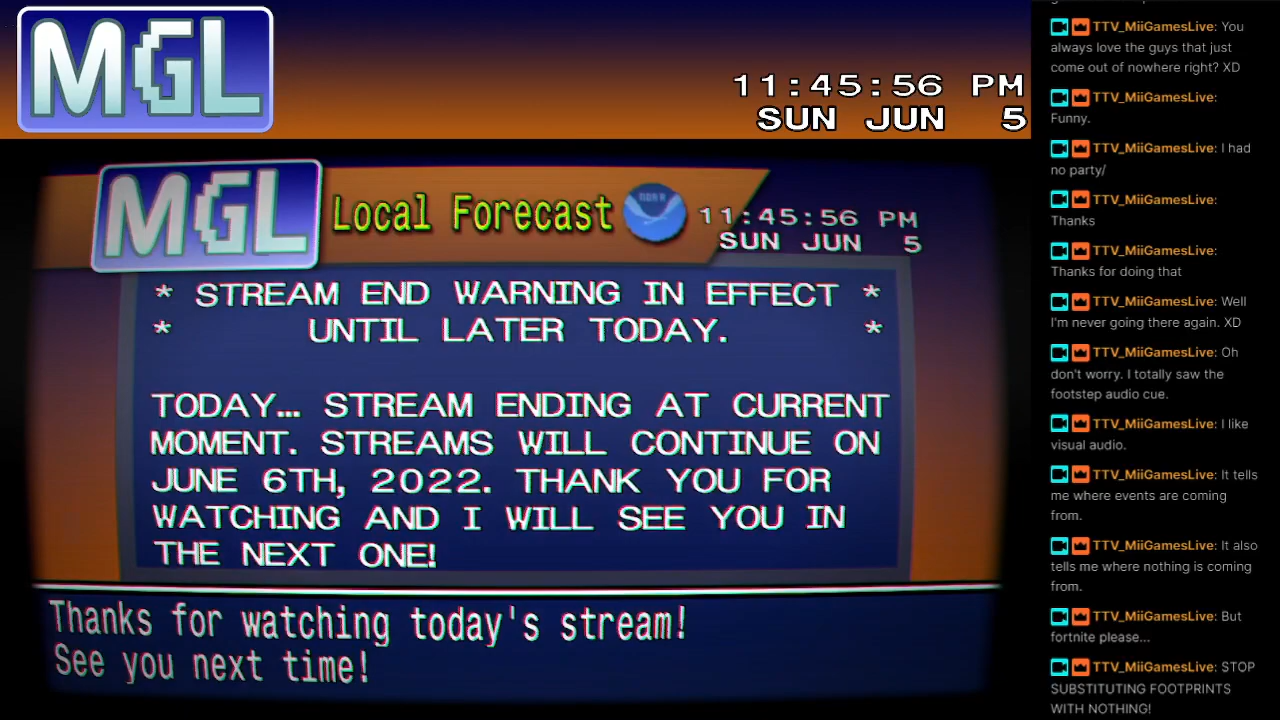 MGL
11:45:56 PM
SUN JUN 5
MGL
Local Forecast
NOAA
11:45:56 PM
SUN JUN 5
* STREAM END WARNING IN EFFECT *
* UNTIL LATER TODAY. *
TODAY... STREAM ENDING AT CURRENT
MOMENT. STREAMS WILL CONTINUE ON
JUNE 6TH, 2022. THANK YOU FOR
WATCHING AND I WILL SEE YOU IN
THE NEXT ONE!
Thanks for watching today's stream!
See you next time!
TTV_MiiGamesLive: You
always love the guys that just
come out of nowhere right? XD
TTV_MiiGamesLive:
Funny.
TTV_MiiGamesLive: I had
no party/
TTV_MiiGamesLive:
Thanks
TTV_MiiGamesLive:
Thanks for doing that
TTV_MiiGamesLive: Well
I'm never going there again. XD
TTV_MiiGamesLive: Oh
don't worry. I totally saw the
footstep audio cue.
TTV_MiiGamesLive: I like
visual audio.
TTV_MiiGamesLive: It tells
me where events are coming
from.
TTV_MiiGamesLive: It also
tells me where nothing is coming
from.
TTV_MiiGamesLive: But
fortnite please...
TTV_MiiGamesLive: STOP
SUBSTITUTING FOOTPRINTS
WITH NOTHING!